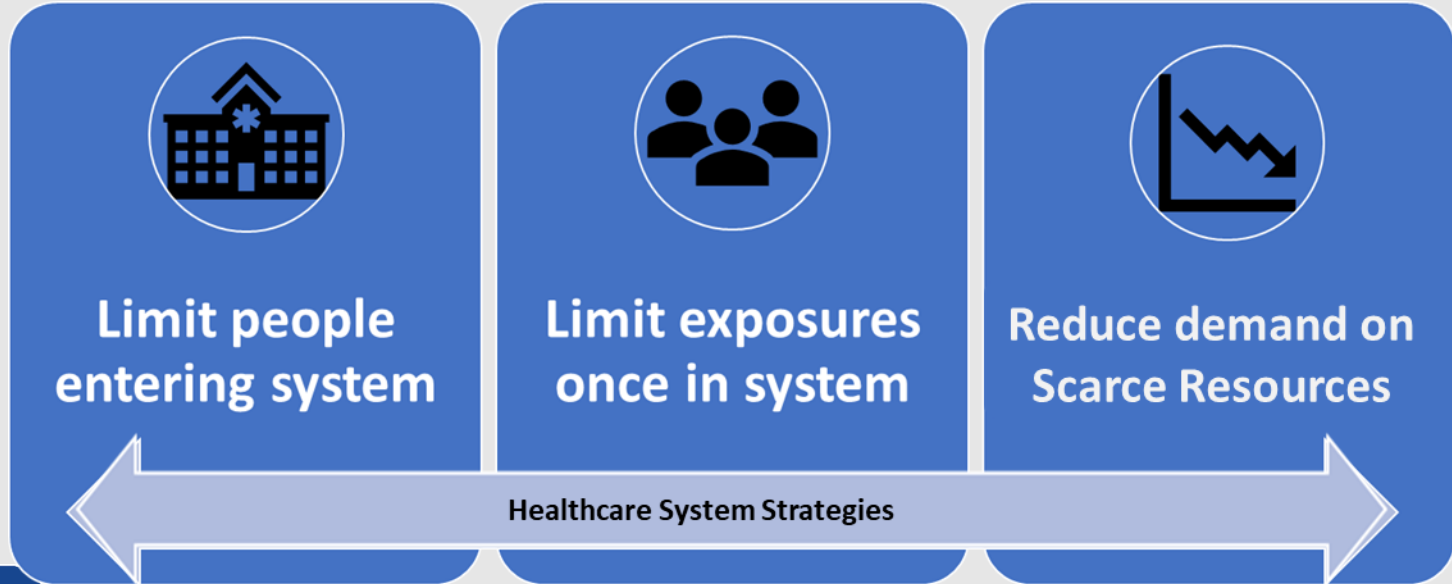 Limit people
entering system
Limit exposures
once in system
Reduce demand on
Scarce Resources
Healthcare System Strategies